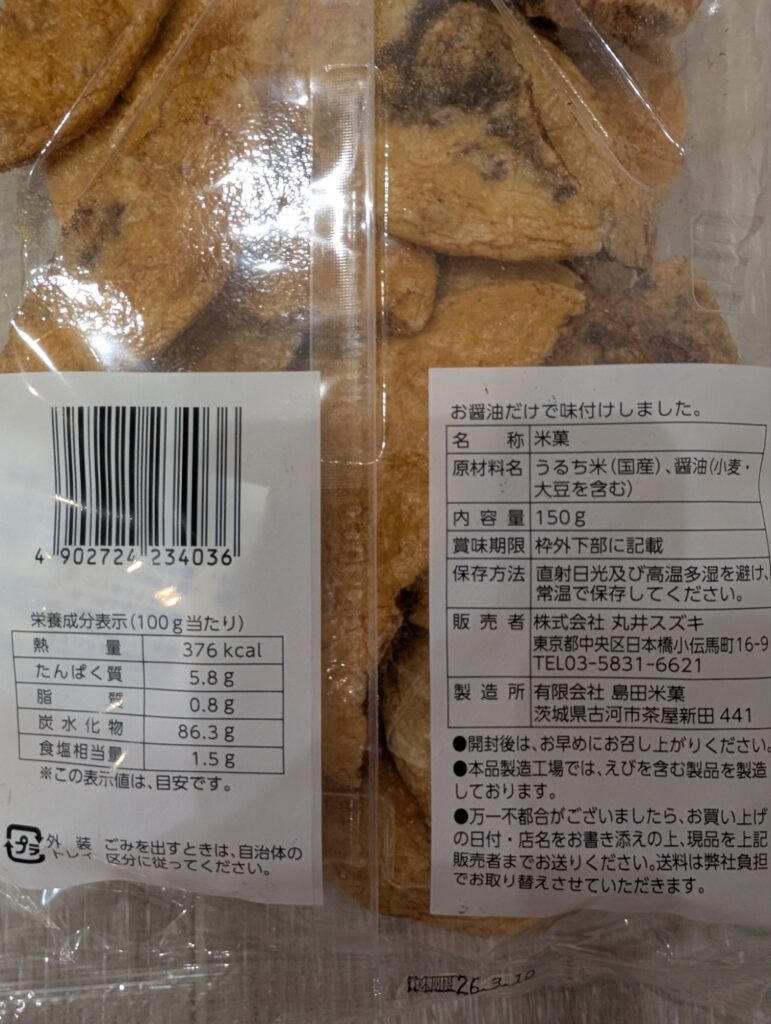 4 902724 234036
栄養成分表示(100g当たり)
熱量 376 kcal
たんぱく質 5.8 g
脂質 0.8 g
炭水化物 86.3 g
食塩相当量 1.5 g
※この表示値は、目安です。
プラ
外装
トレイ
ごみを出すときは、自治体の
区分に従ってください。
お醤油だけで味付けしました。
名称 米菓
原材料名 うるち米(国産)、醤油(小麦・
大豆を含む)
内容量 150g
賞味期限 枠外下部に記載
保存方法 直射日光及び高温多湿を避け、
常温で保存してください。
販売者 株式会社 丸井スズキ
東京都中央区日本橋小伝馬町16-9
TEL03-5831-6621
製造所 有限会社 島田米菓
茨城県古河市茶屋新田 441
●開封後は、お早めにお召し上がりください。
●本品製造工場では、えびを含む製品を製造
しております。
●万一不都合がございましたら、お買い上げ
の日付・店名をお書き添えの上、現品を上記
販売者までお送りください。送料は弊社負担
でお取り替えさせていただきます。
賞味期限 26.3.10